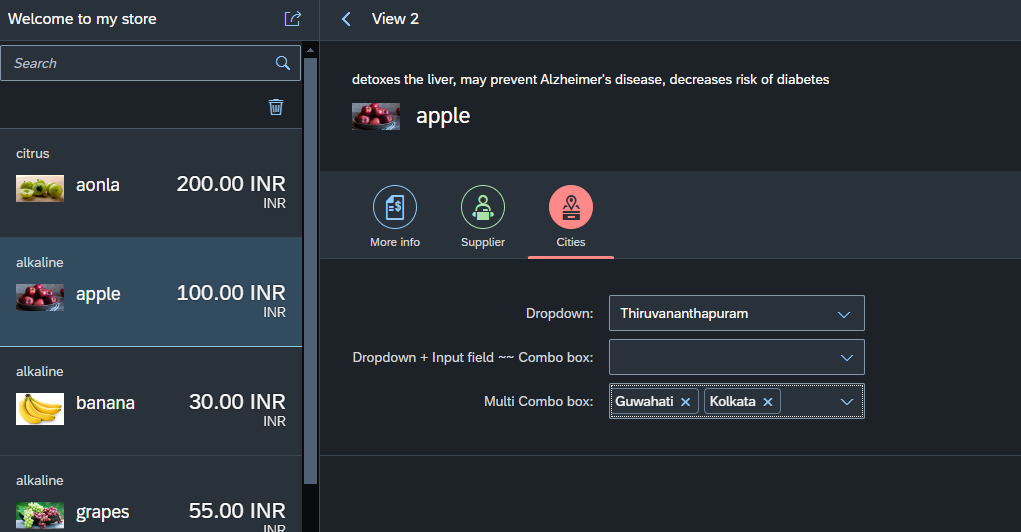 Welcome to my store
Search
citrus
aonla
200.00 INR
INR
alkaline
apple
100.00 INR
INR
alkaline
banana
30.00 INR
INR
alkaline
grapes
55.00 INR
INR
View 2
detoxes the liver, may prevent Alzheimer's disease, decreases risk of diabetes
apple
More info
Supplier
Cities
Dropdown:
Thiruvananthapuram
Dropdown + Input field ~~ Combo box:
Multi Combo box:
Guwahati
Kolkata